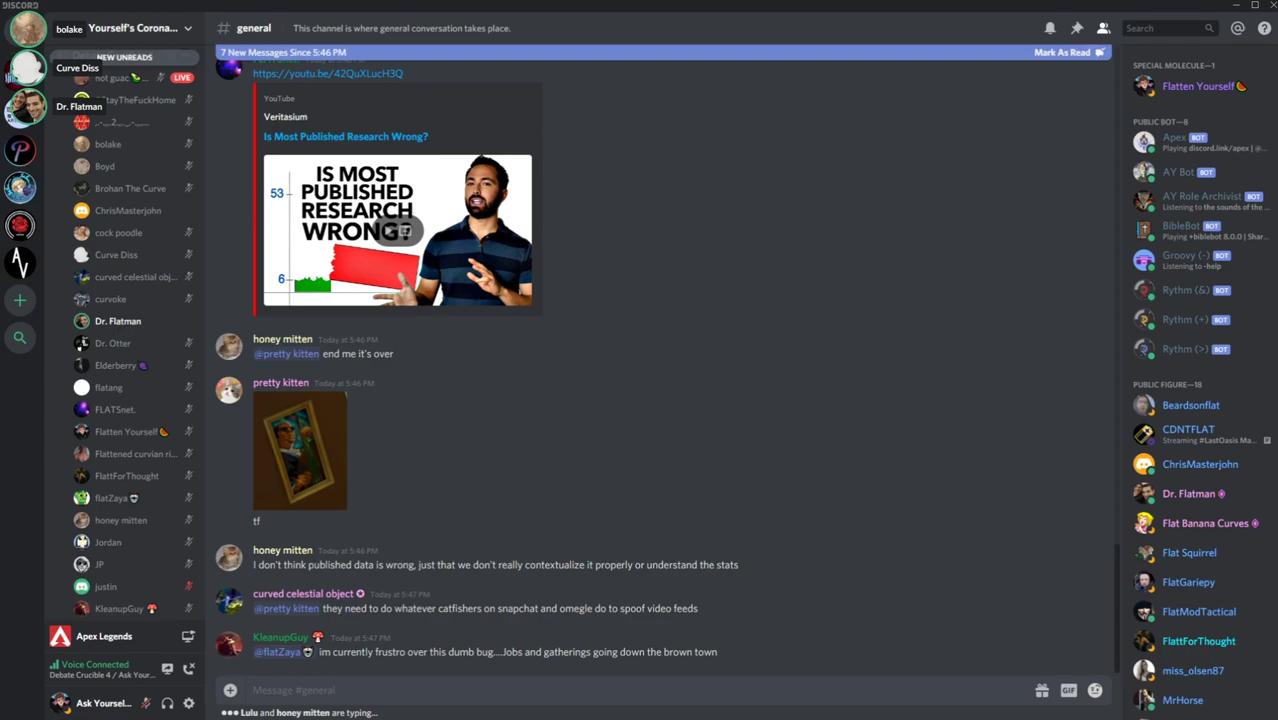 DISCORD
bolake
Yourself's Corona...
# general
This channel is where general conversation takes place.
Search
NEW UNREADS
7 New Messages Since 5:46 PM
Mark As Read
Curve Diss
not guac
LIVE
#StayTheFuckHome
Dr. Flatman
bolake
Boyd
Brohan The Curve
ChrisMasterjohn
cock poodle
Curve Diss
curved celestial obj...
curvoke
Dr. Flatman
Dr. Otter
Elderberry
flatang
FLATSnet.
Flatten Yourself
Flattened curvian ri...
FlattForThought
flatZaya
honey mitten
Jordan
JP
justin
KleanupGuy
Apex Legends
Voice Connected
Debate Crucible 4 / Ask Your...
Ask Yoursel...
https://youtu.be/42QuXLucH3Q
YouTube
Veritasium
Is Most Published Research Wrong?
IS MOST
PUBLISHED
RESEARCH
WRONG?
53
6
honey mitten Today at 5:46 PM
@pretty kitten end me it's over
pretty kitten Today at 5:46 PM
tf
honey mitten Today at 5:46 PM
I don't think published data is wrong, just that we don't really contextualize it properly or understand the stats
curved celestial object Today at 5:47 PM
@pretty kitten they need to do whatever catfishers on snapchat and omegle do to spoof video feeds
KleanupGuy Today at 5:47 PM
@flatZaya im currently frustro over this dumb bug....Jobs and gatherings going down the brown town
Message #general
GIF
Lulu and honey mitten are typing...
SPECIAL MOLECULE—1
Flatten Yourself
PUBLIC BOT—8
Apex BOT
Playing discord.link/apex | @...
AY Bot BOT
AY Role Archivist BOT
Listening to the sounds of the...
BibleBot BOT
Playing +biblebot 8.0.0 | Shar...
Groovy (-) BOT
Listening to -help
Rythm (&) BOT
Rythm (+) BOT
Rythm (>) BOT
PUBLIC FIGURE—18
Beardsonflat
CDNTFLAT
Streaming #LastOasis Ma...
ChrisMasterjohn
Dr. Flatman
Flat Banana Curves
Flat Squirrel
FlatGariepy
FlatModTactical
FlattForThought
miss_olsen87
MrHorse